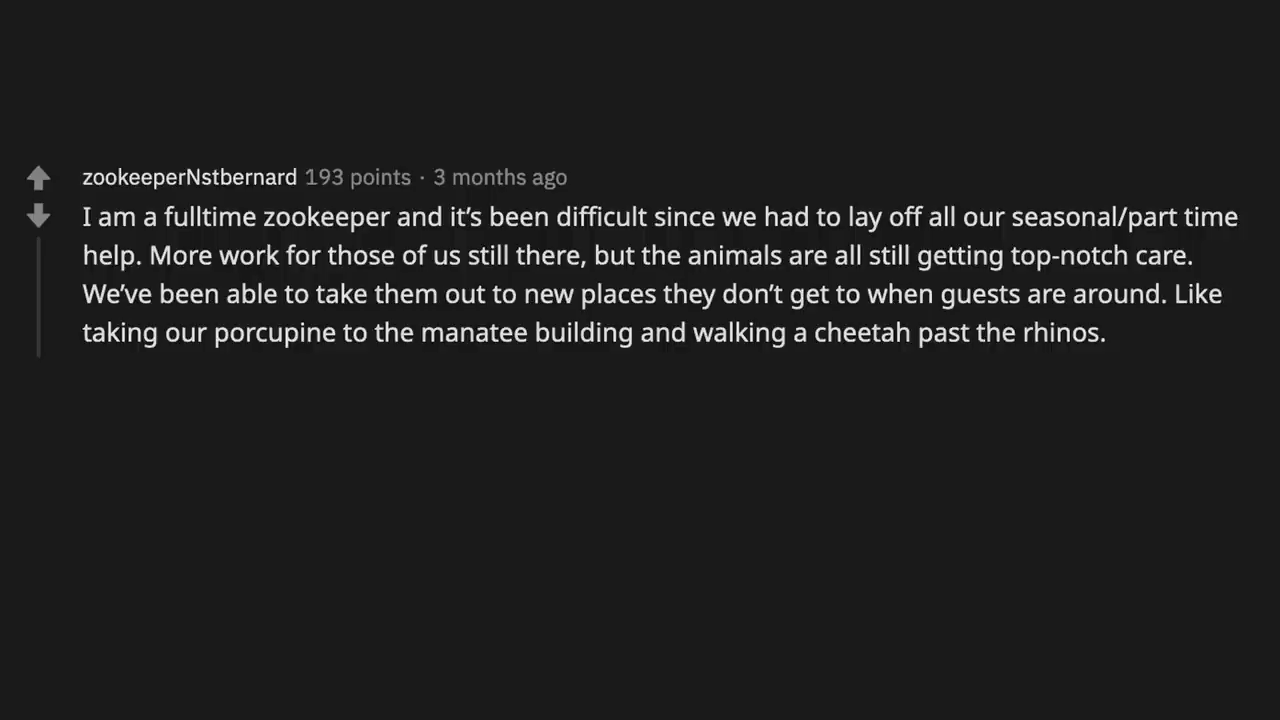 zookeeperNstbernard 193 points · 3 months ago
I am a fulltime zookeeper and it’s been difficult since we had to lay off all our seasonal/part time
help. More work for those of us still there, but the animals are all still getting top-notch care.
We’ve been able to take them out to new places they don’t get to when guests are around. Like
taking our porcupine to the manatee building and walking a cheetah past the rhinos.